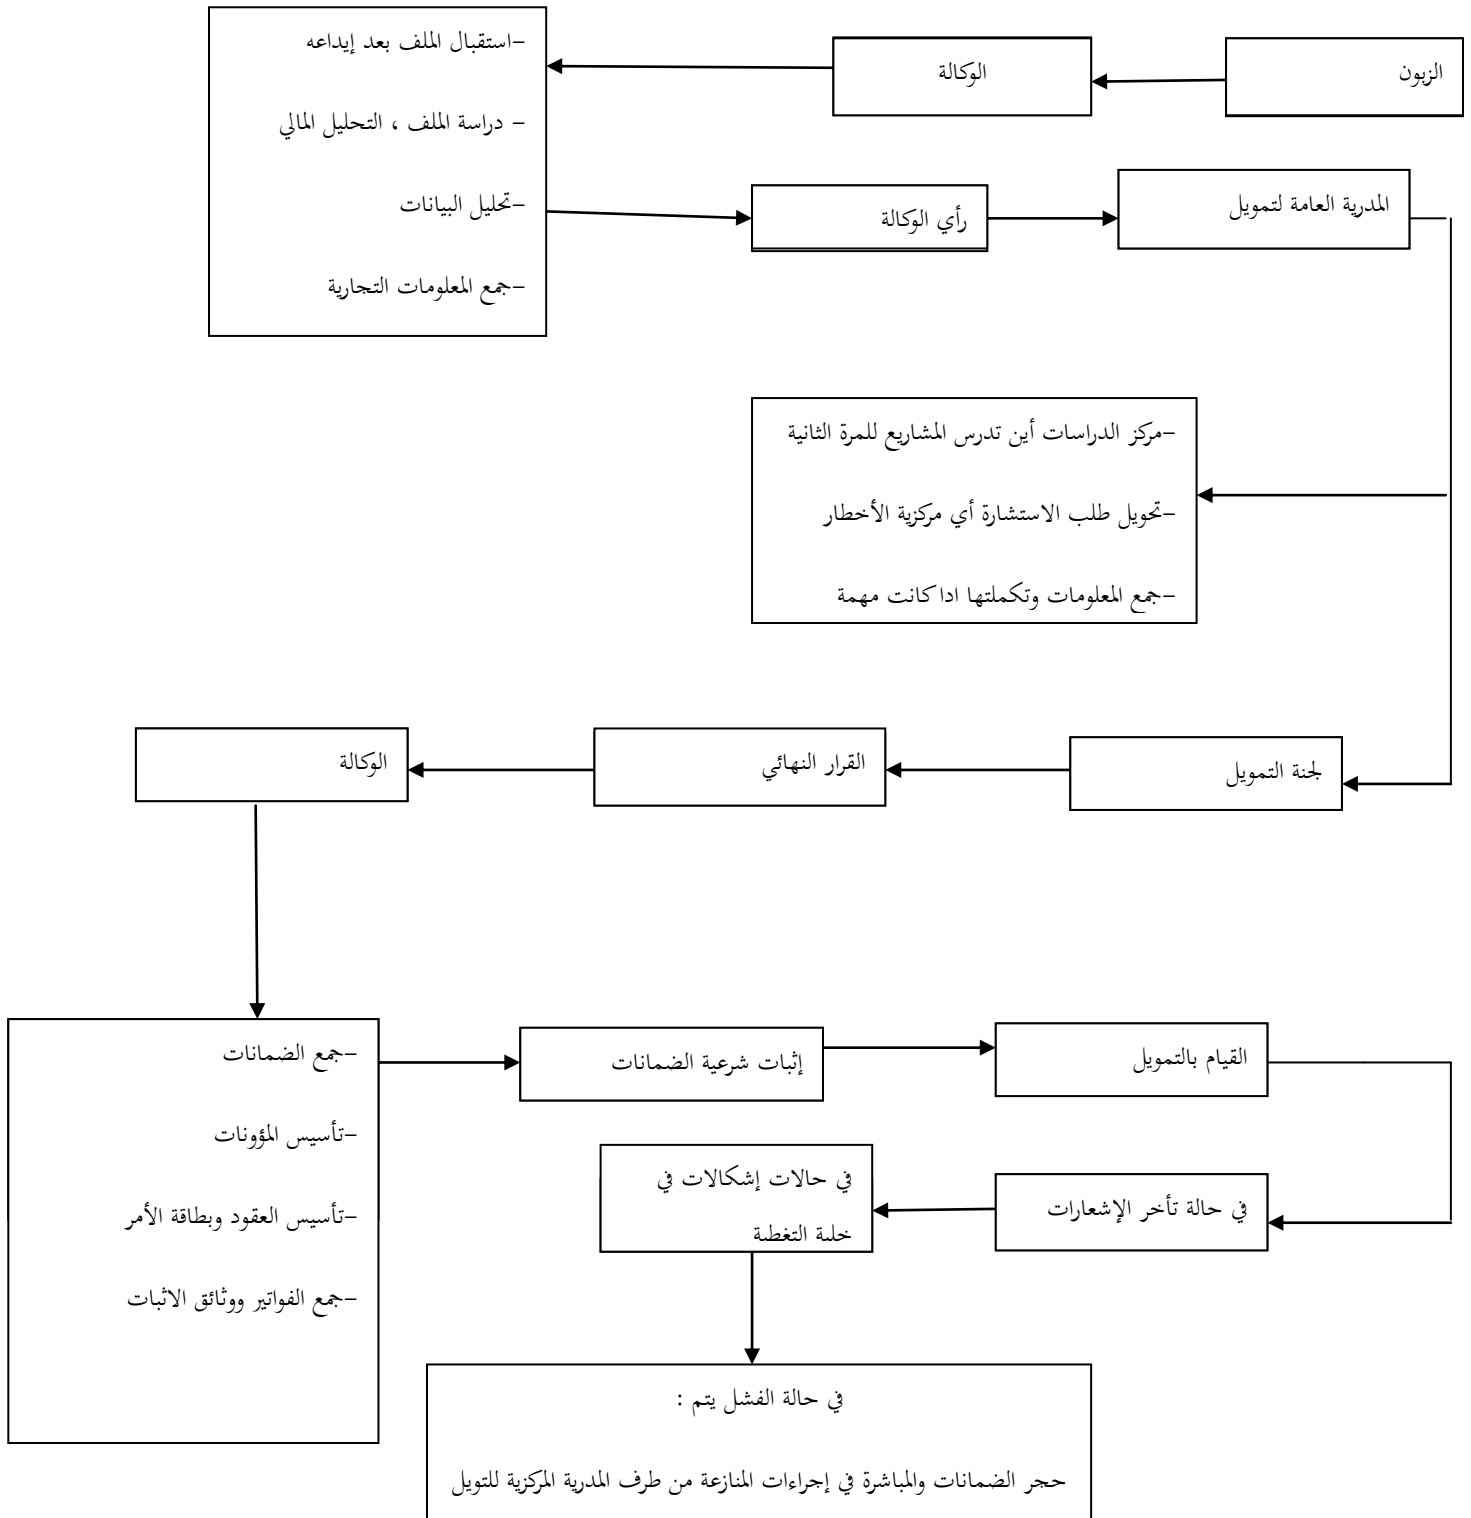 الزبون
الوكالة
-استقبال الملف بعد إيداعه
- دراسة الملف ، التحليل المالي
-تحليل البيانات
-جمع المعلومات التجارية
رأي الوكالة
المدرية العامة لتمويل
-مركز الدراسات أين تدرس المشاريع للمرة الثانية
-تحويل طلب الاستشارة أي مركزية الأخطار
-جمع المعلومات وتكملتها اداكانت مهمة
لجنة التمويل
القرار النهائي
الوكالة
-جمع الضمانات
-تأسيس المؤونات
-تأسيس العقود وبطاقة الأمر
-جمع الفواتير ووثائق الاثبات
إثبات شرعية الضمانات
القيام بالتمويل
في حالة تأخر الإشعارات
في حالات إشكالات في
خلية التغطية
في حالة الفشل يتم :
حجر الضمانات والمباشرة في إجراءات المنازعة من طرف المدرية المركزية للتويل